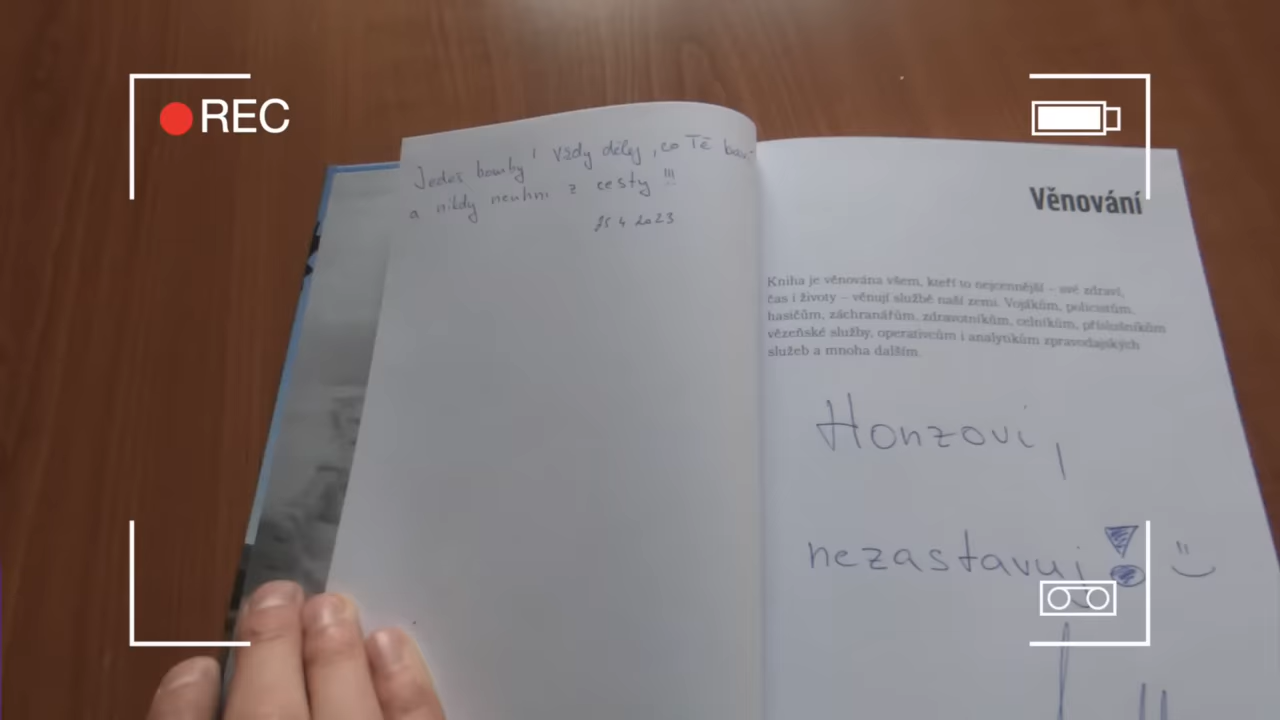 REC
Jedeš bomby! Vždy dělej, co Tě
a nikdy neuhni z cesty!!!
25.4.2023
Věnování
Kniha je věnována všem, kteří to nejcennější – své zdraví,
čas i životy – věnují službě naší zemi. Vojákům, policistům,
hasičům, záchranářům, zdravotníkům, celníkům, příslušníkům
vězeňské služby, operativcům i analytikům zpravodajských
služeb a mnoha dalším.
Honzovi,
nezastavuj!